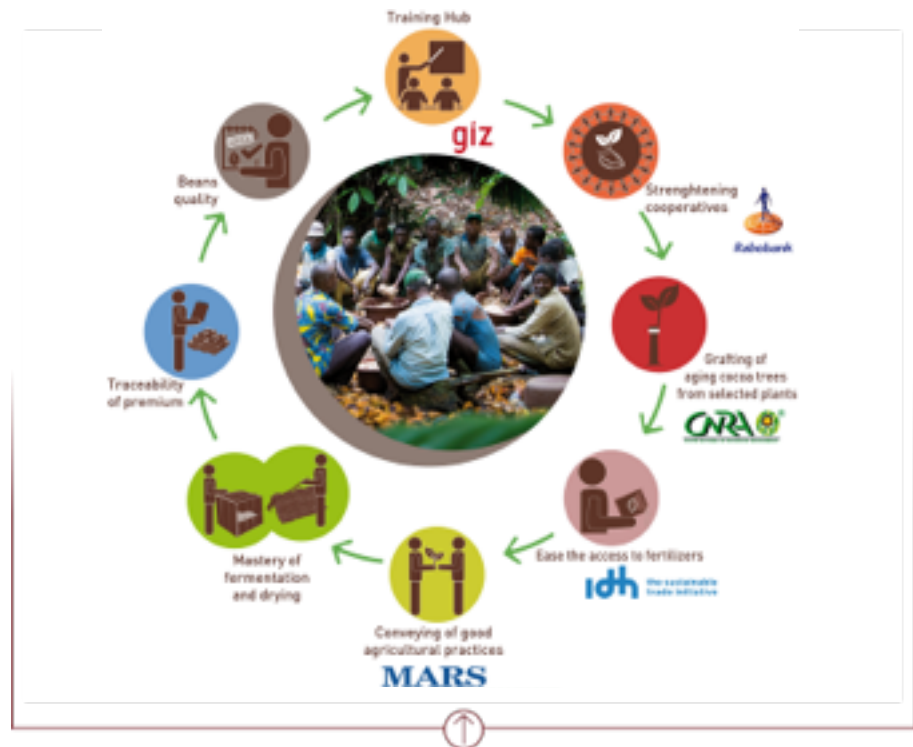 Training Hub
giz
Strenghtening
cooperatives
Rabobank
Grafting of
aging cocoa trees
from selected plants
CNRA
Ease the access to fertilizers
idh
the sustainable
trade initiative
Conveying of good
agricultural practices
MARS
Mastery of
fermentation
and drying
Traceability
of premium
Beans
quality